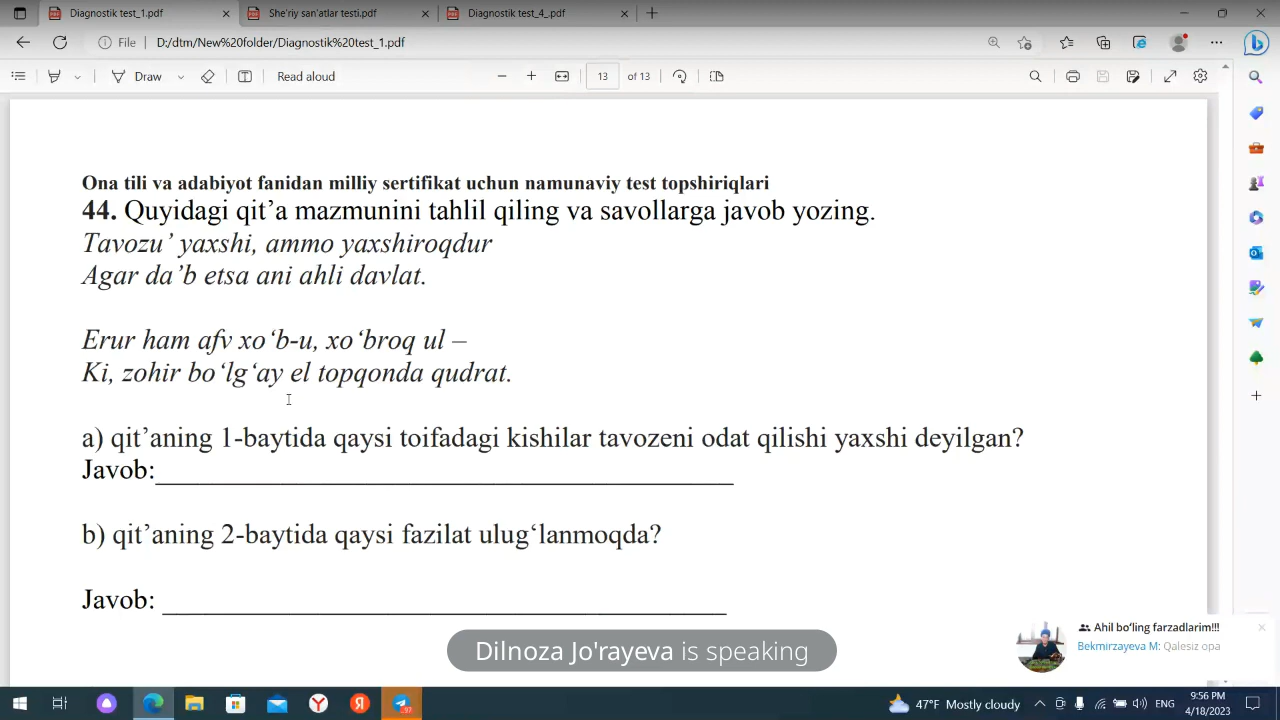 Diagnostik test_1.pdf
She'riy san'atlar testi.pdf
Diagnostik test_4_.pdf
File
D:/dtm/New%20folder/Diagnostik%20test_1.pdf
Draw
Read aloud
13
of 13
Ona tili va adabiyot fanidan milliy sertifikat uchun namunaviy test topshiriqlari
44. Quyidagi qit’a mazmunini tahlil qiling va savollarga javob yozing.
Tavozu’ yaxshi, ammo yaxshiroqdur
Agar da’b etsa ani ahli davlat.
Erur ham afv xo‘b-u, xo‘broq ul –
Ki, zohir bo‘lg‘ay el topqonda qudrat.
a) qit’aning 1-baytida qaysi toifadagi kishilar tavozeni odat qilishi yaxshi deyilgan?
Javob:__________________________________________
b) qit’aning 2-baytida qaysi fazilat ulug‘lanmoqda?
Javob: _________________________________________
Dilnoza Jo'rayeva is speaking
Ahil bo‘ling farzadlarim!!!
Bekmirzayeva M: Qalesiz opa
47°F Mostly cloudy
ENG
9:56 PM
4/18/2023